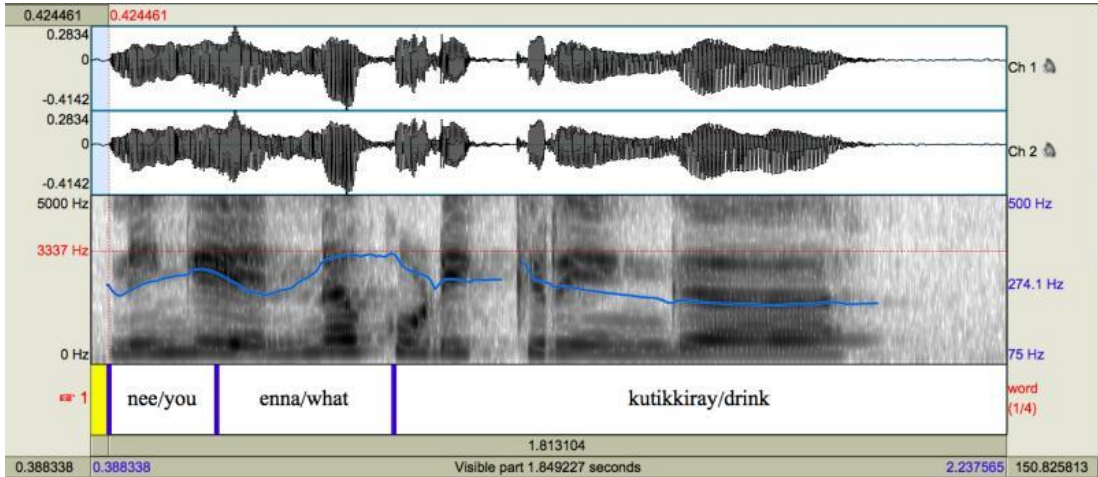 0.424461 0.424461
0.2834
0
-0.4142
Ch 1
0.2834
0
-0.4142
Ch 2
5000 Hz 500 Hz
3337 Hz
274.1 Hz
0 Hz 75 Hz
1 nee/you enna/what kutikkiray/drink word
(1/4)
1.813104
0.388338 0.388338 Visible part 1.849227 seconds 2.237565 150.825813